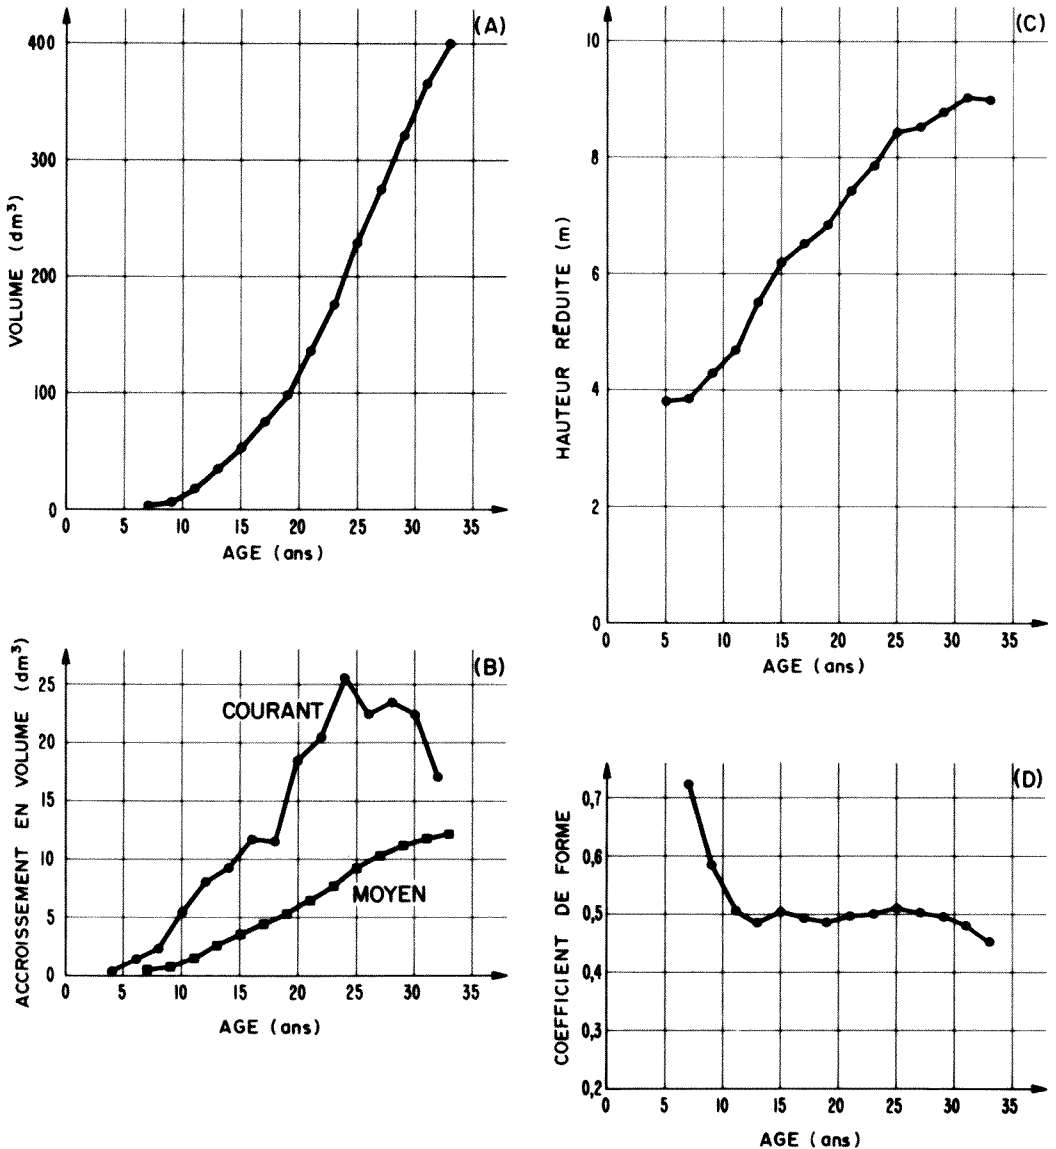 (A)
VOLUME (dm³)
400
300
200
100
0
0 5 10 15 20 25 30 35
AGE (ans)
(B)
ACCROISSEMENT EN VOLUME (dm³)
25
20
15
10
5
0
COURANT
MOYEN
0 5 10 15 20 25 30 35
AGE (ans)
(C)
HAUTEUR RÉDUITE (m)
10
8
6
4
2
0
0 5 10 15 20 25 30 35
AGE (ans)
(D)
COEFFICIENT DE FORME
0,7
0,6
0,5
0,4
0,3
0,2
0 5 10 15 20 25 30 35
AGE (ans)